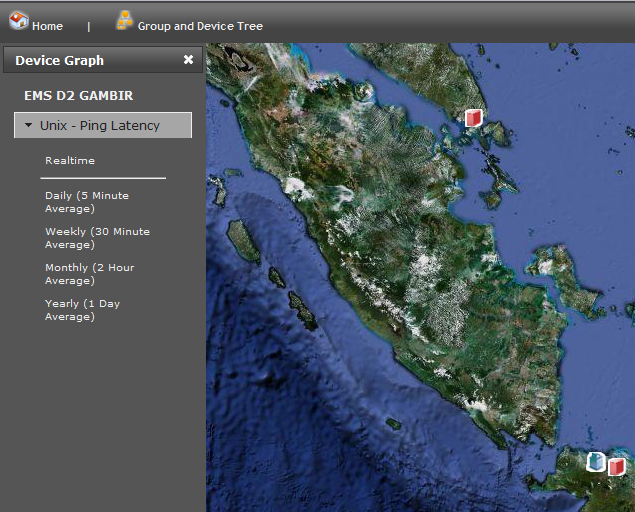 Home | Group and Device Tree
Device Graph
EMS D2 GAMBIR
Unix - Ping Latency
Realtime
Daily (5 Minute
Average)
Weekly (30 Minute
Average)
Monthly (2 Hour
Average)
Yearly (1 Day
Average)